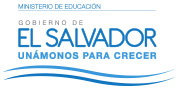 MINISTERIO DE EDUCACIÓN
GOBIERNO DE
EL SALVADOR
UNÁMONOS PARA CRECER